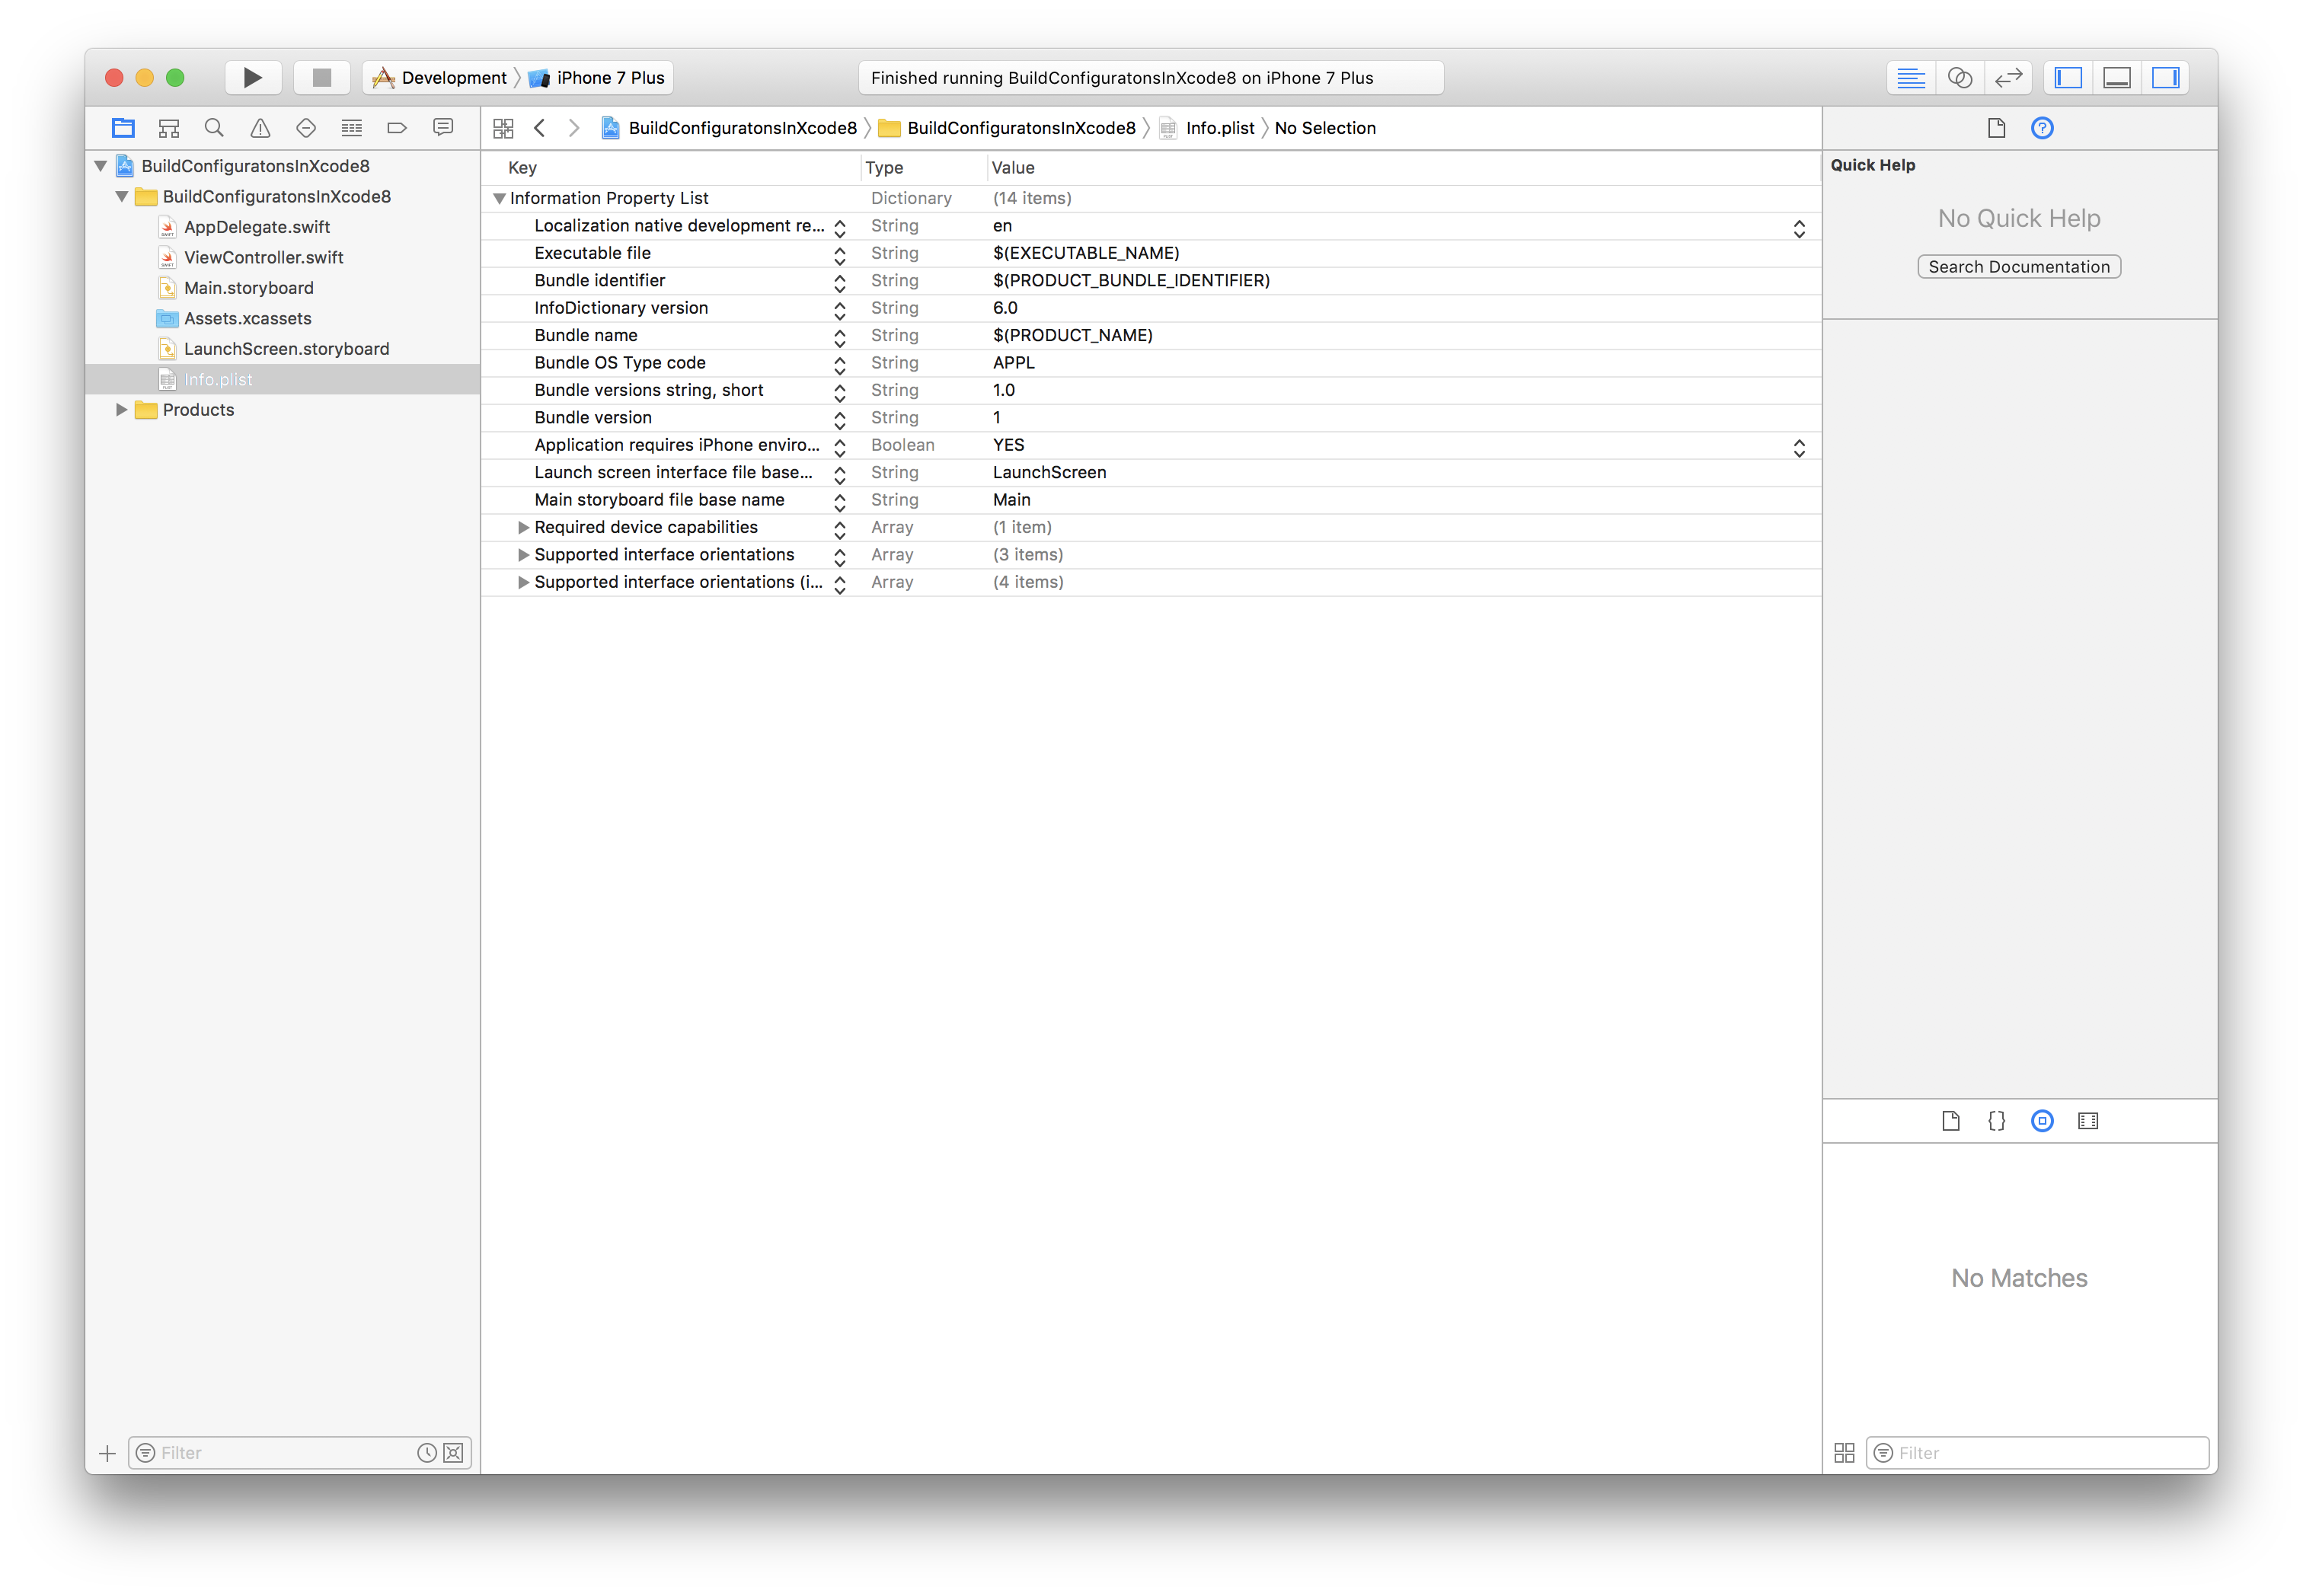 Development iPhone 7 Plus
Finished running BuildConfiguratonsInXcode8 on iPhone 7 Plus
BuildConfiguratonsInXcode8 BuildConfiguratonsInXcode8 Info.plist No Selection
BuildConfiguratonsInXcode8
BuildConfiguratonsInXcode8
AppDelegate.swift
ViewController.swift
Main.storyboard
Assets.xcassets
LaunchScreen.storyboard
Info.plist
Products
Filter
Key Type Value
Information Property List Dictionary (14 items)
Localization native development re... String en
Executable file String $(EXECUTABLE_NAME)
Bundle identifier String $(PRODUCT_BUNDLE_IDENTIFIER)
InfoDictionary version String 6.0
Bundle name String $(PRODUCT_NAME)
Bundle OS Type code String APPL
Bundle versions string, short String 1.0
Bundle version String 1
Application requires iPhone enviro... Boolean YES
Launch screen interface file base... String LaunchScreen
Main storyboard file base name String Main
Required device capabilities Array (1 item)
Supported interface orientations Array (3 items)
Supported interface orientations (i... Array (4 items)
Quick Help
No Quick Help
Search Documentation
No Matches
Filter